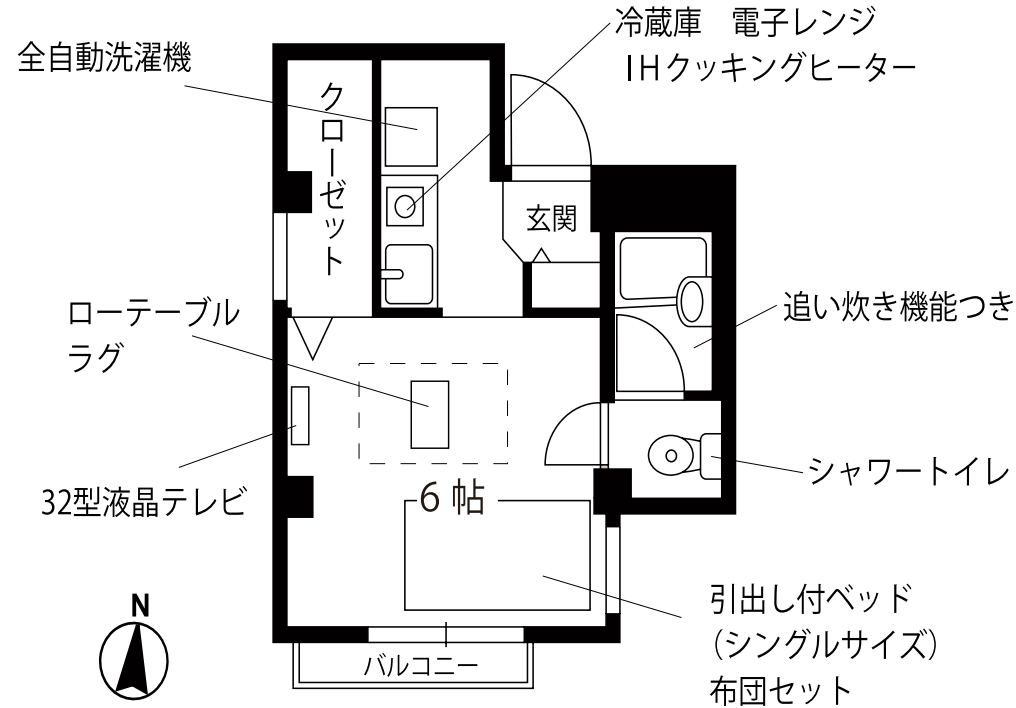 冷蔵庫　電子レンジ
IHクッキングヒーター
全自動洗濯機
クローゼット
玄関
ローテーブル
ラグ
追い炊き機能つき
シャワートイレ
32型液晶テレビ
6 帖
引出し付ベッド
（シングルサイズ）
布団セット
N
バルコニー